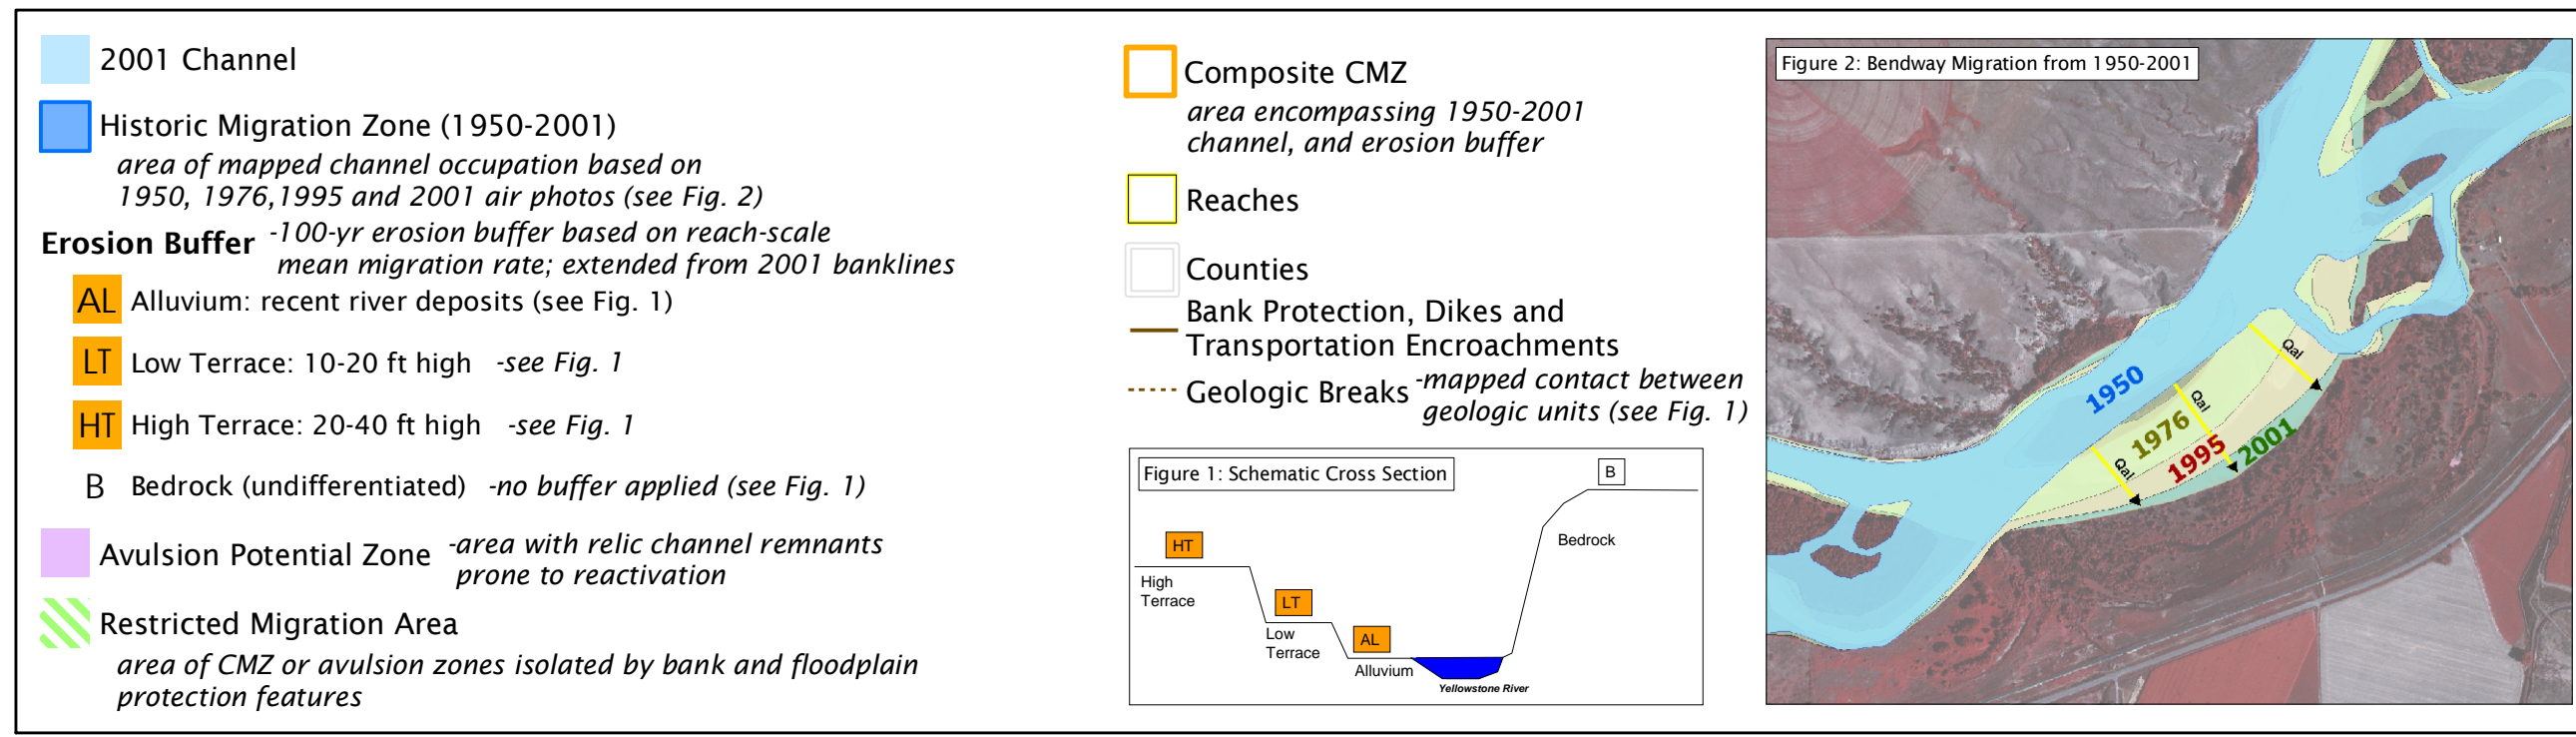 2001 Channel
Historic Migration Zone (1950-2001)
area of mapped channel occupation based on
1950, 1976,1995 and 2001 air photos (see Fig. 2)
Erosion Buffer -100-yr erosion buffer based on reach-scale
mean migration rate; extended from 2001 banklines
AL Alluvium: recent river deposits (see Fig. 1)
LT Low Terrace: 10-20 ft high -see Fig. 1
HT High Terrace: 20-40 ft high -see Fig. 1
B Bedrock (undifferentiated) -no buffer applied (see Fig. 1)
Avulsion Potential Zone -area with relic channel remnants
prone to reactivation
Restricted Migration Area
area of CMZ or avulsion zones isolated by bank and floodplain
protection features
Composite CMZ
area encompassing 1950-2001
channel, and erosion buffer
Reaches
Counties
Bank Protection, Dikes and
Transportation Encroachments
Geologic Breaks -mapped contact between
geologic units (see Fig. 1)
Figure 1: Schematic Cross Section
B
HT
Bedrock
High
Terrace
LT
Low
Terrace
AL
Alluvium
Yellowstone River
Figure 2: Bendway Migration from 1950-2001
Qal
1950
Qal
1976
1995
2001
Qal